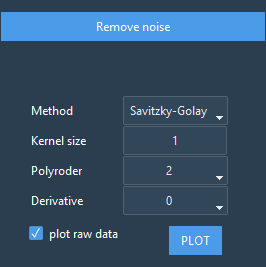 Remove noise
Method Savitzky-Golay
Kernel size 1
Polyroder 2
Derivative 0
plot raw data PLOT